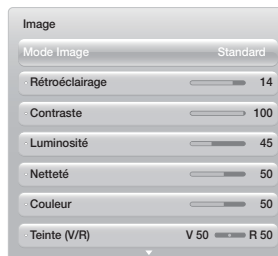 Image
Mode Image Standard
· Rétroéclairage 14
· Contraste 100
· Luminosité 45
· Netteté 50
· Couleur 50
· Teinte (V/R) V 50 R 50